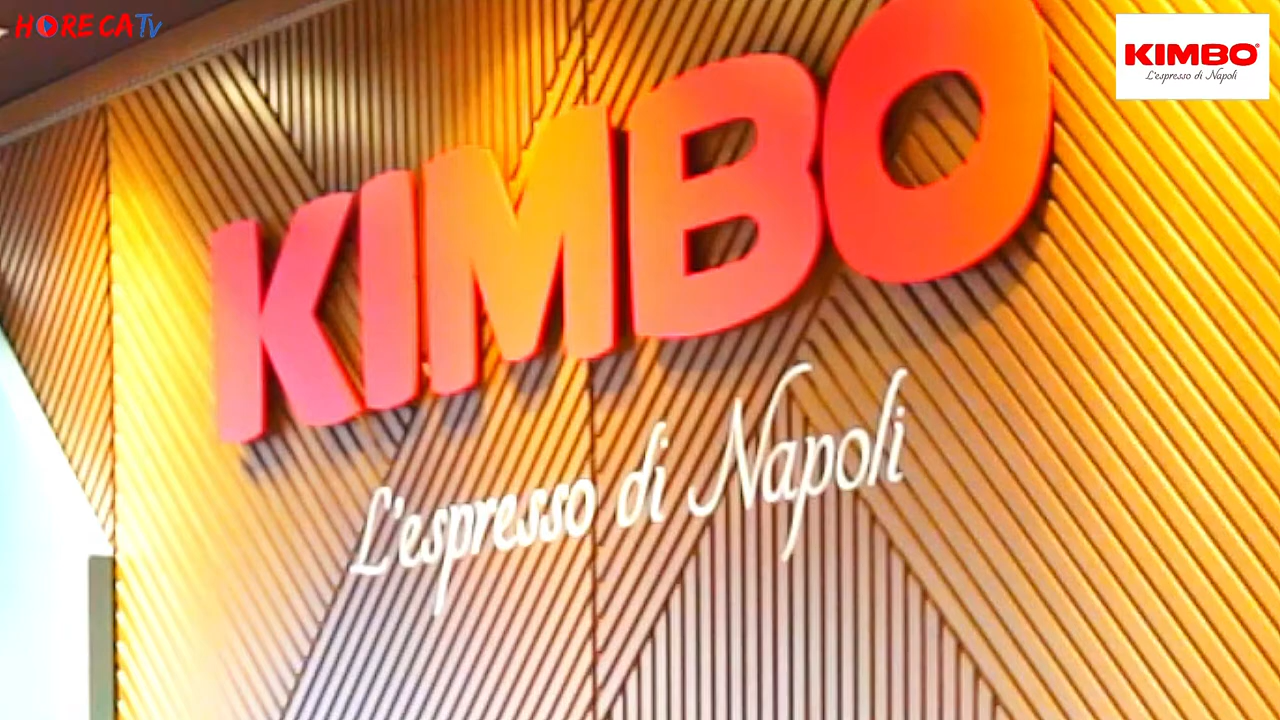 HORECATV
KIMBO®
L'espresso di Napoli
KIMBO
L'espresso di Napoli